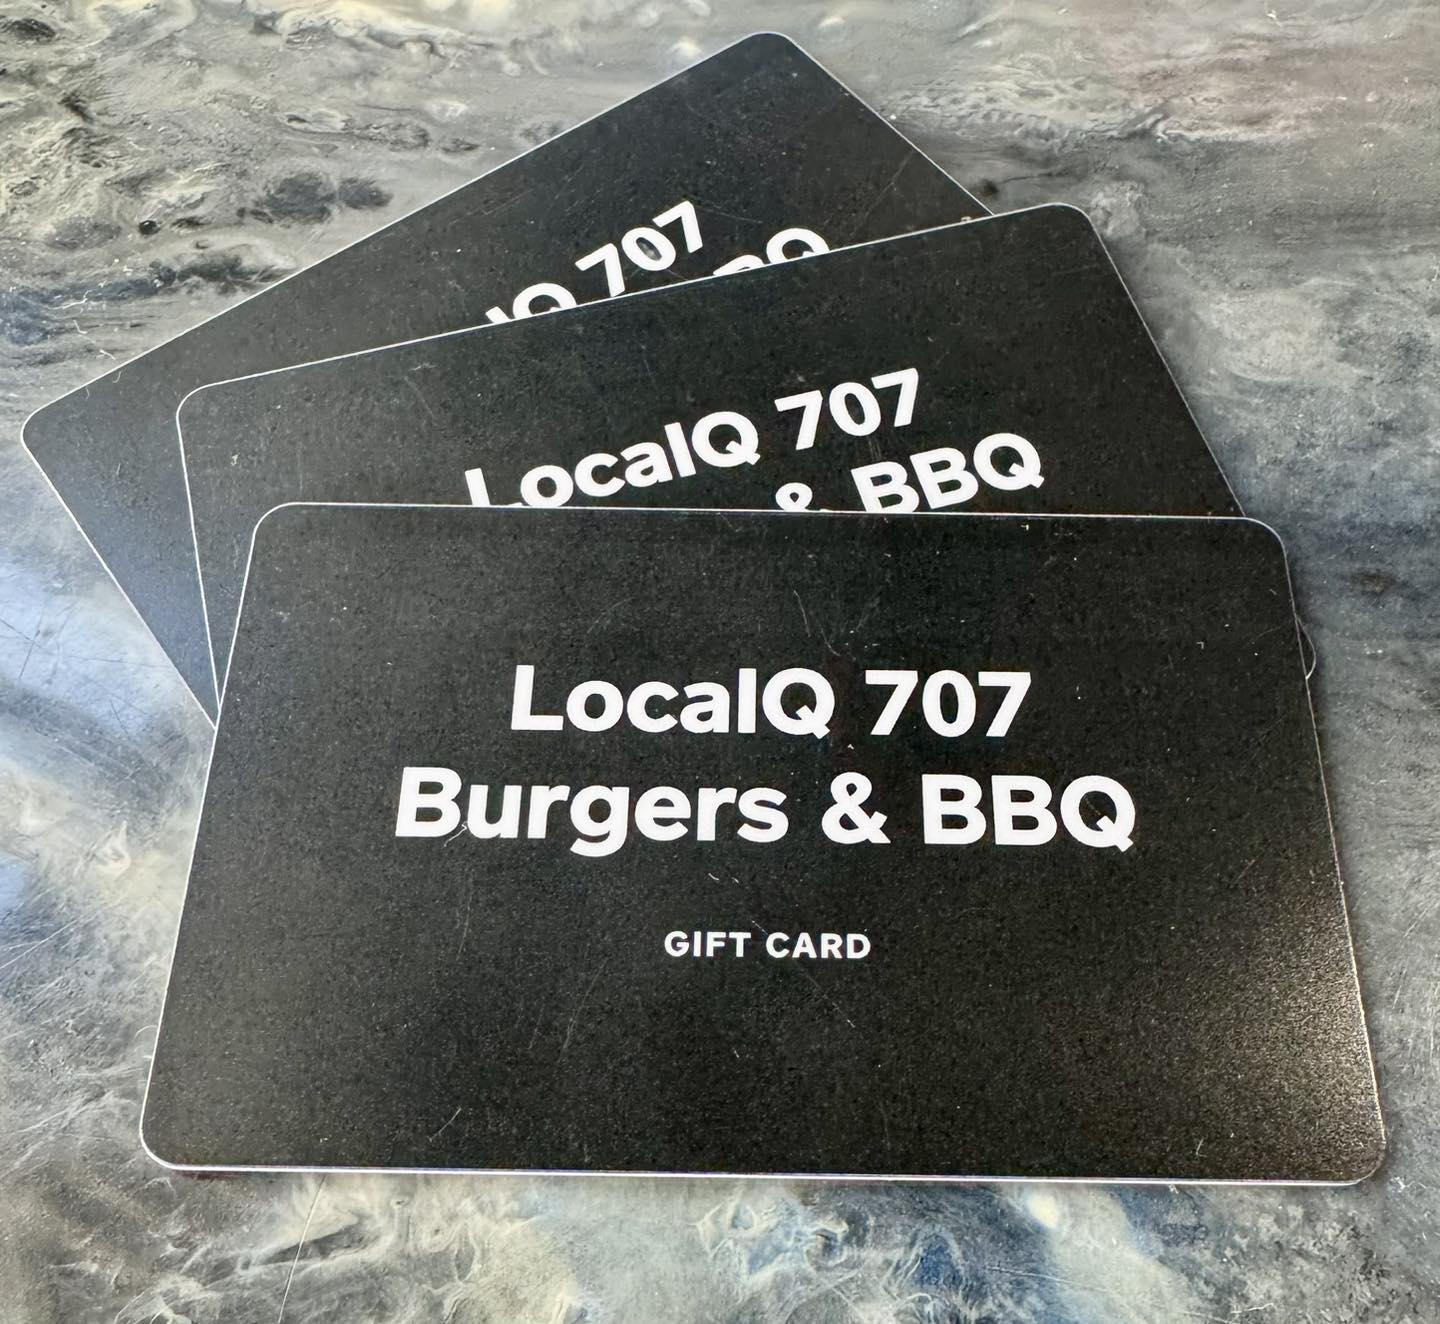 707
LocalQ 707
& BBQ
LocalQ 707
Burgers & BBQ
GIFT CARD